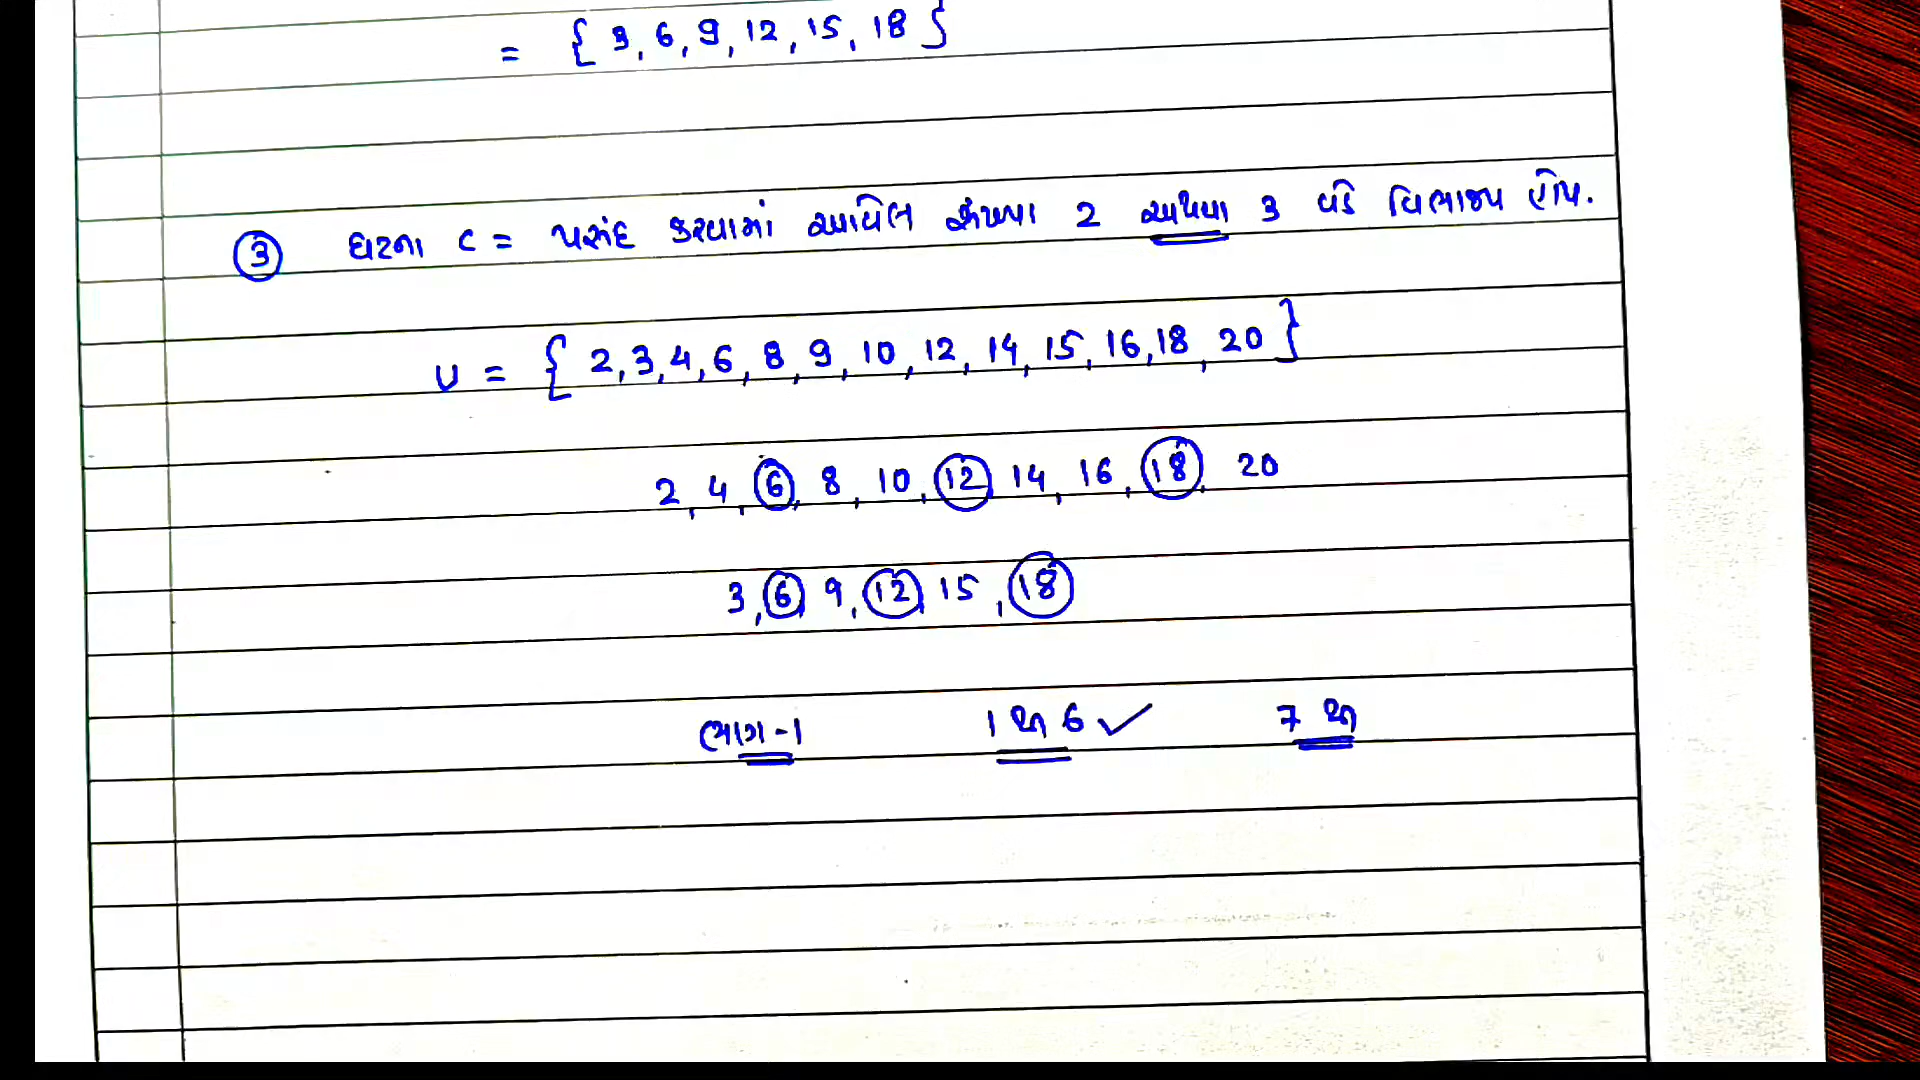 = { 3, 6, 9, 12, 15, 18 }
③ ઘટના C = પસંદ કરવામાં આવેલ સંખ્યા 2 અથવા 3 વડે વિભાજ્ય હોય.
U = { 2, 3, 4, 6, 8, 9, 10, 12, 14, 15, 16, 18, 20 }
2, 4, 6, 8, 10, 12, 14, 16, 18, 20
3, 6, 9, 12, 15, 18
ભાગ-1 1 થી 6 ✓ 7 થી